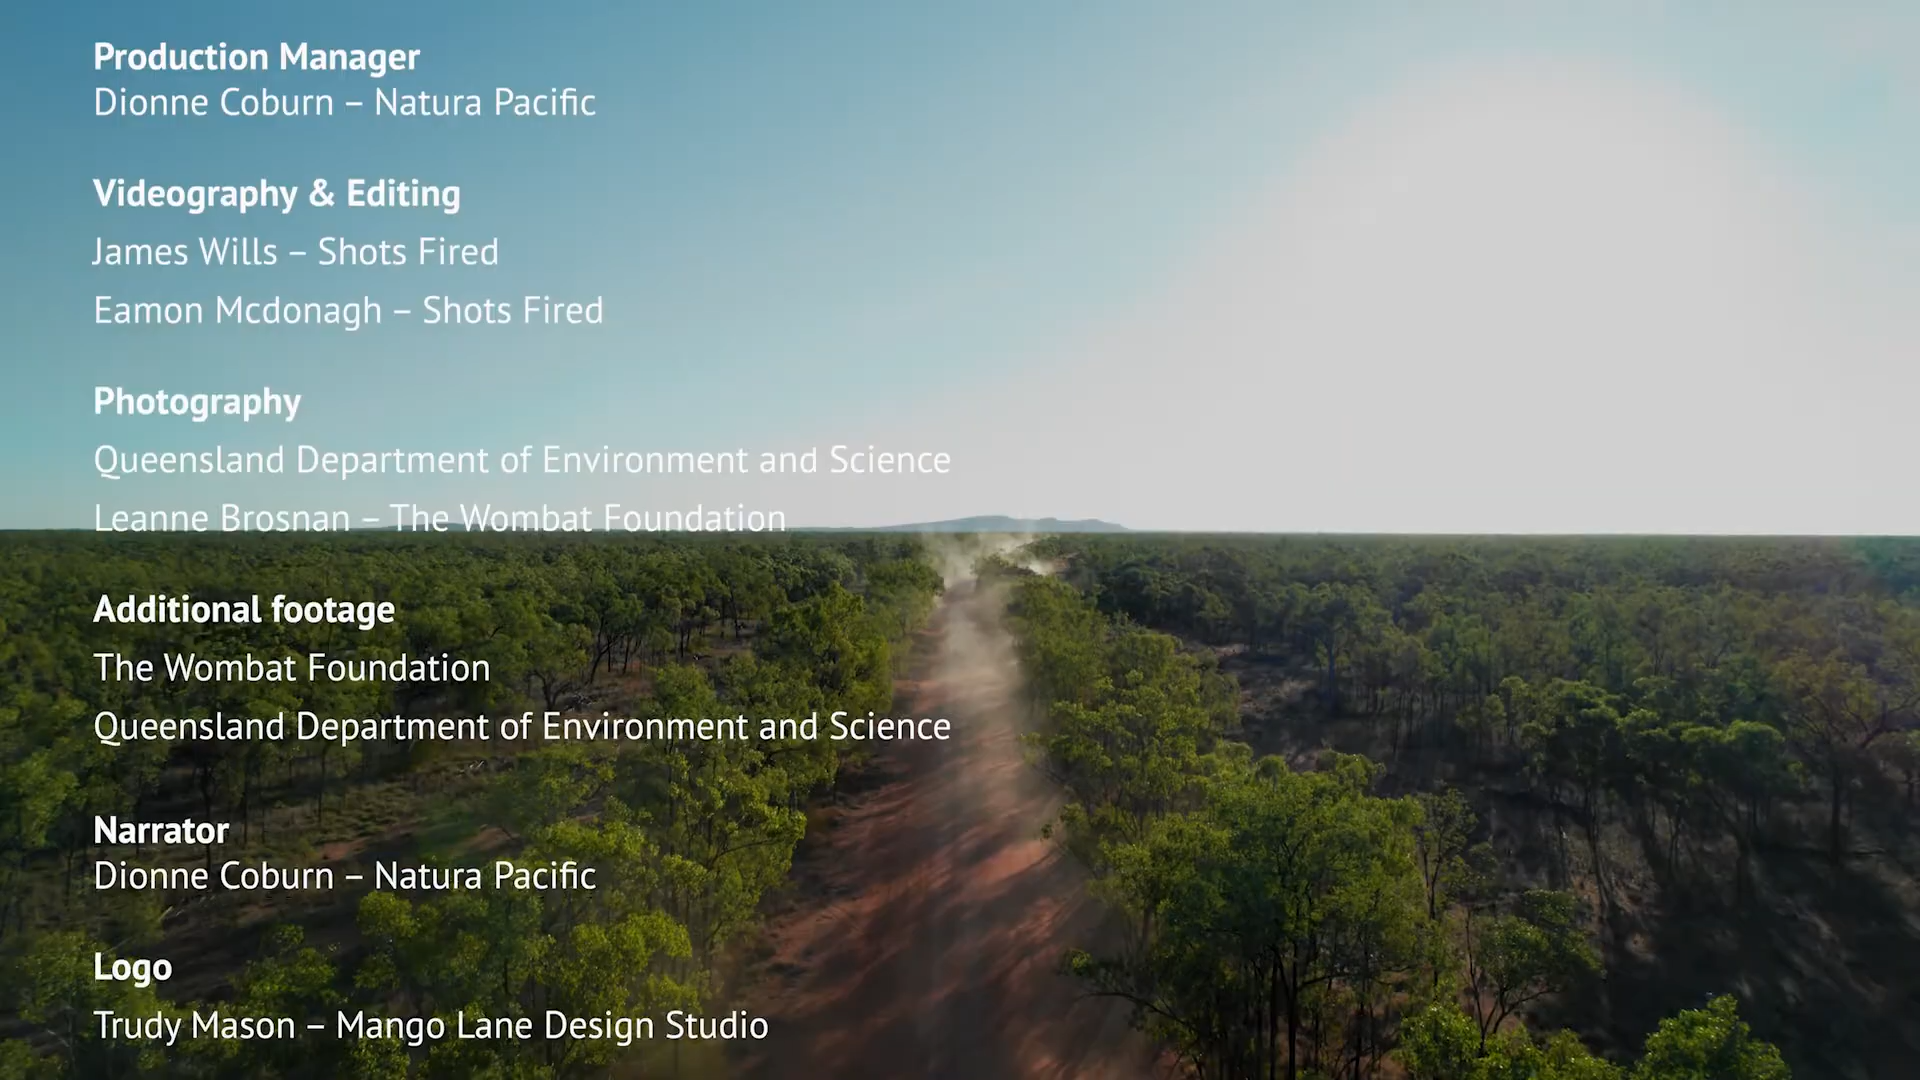 Production Manager
Dionne Coburn – Natura Pacific
Videography & Editing
James Wills – Shots Fired
Eamon Mcdonagh – Shots Fired
Photography
Queensland Department of Environment and Science
Leanne Brosnan – The Wombat Foundation
Additional footage
The Wombat Foundation
Queensland Department of Environment and Science
Narrator
Dionne Coburn – Natura Pacific
Logo
Trudy Mason – Mango Lane Design Studio